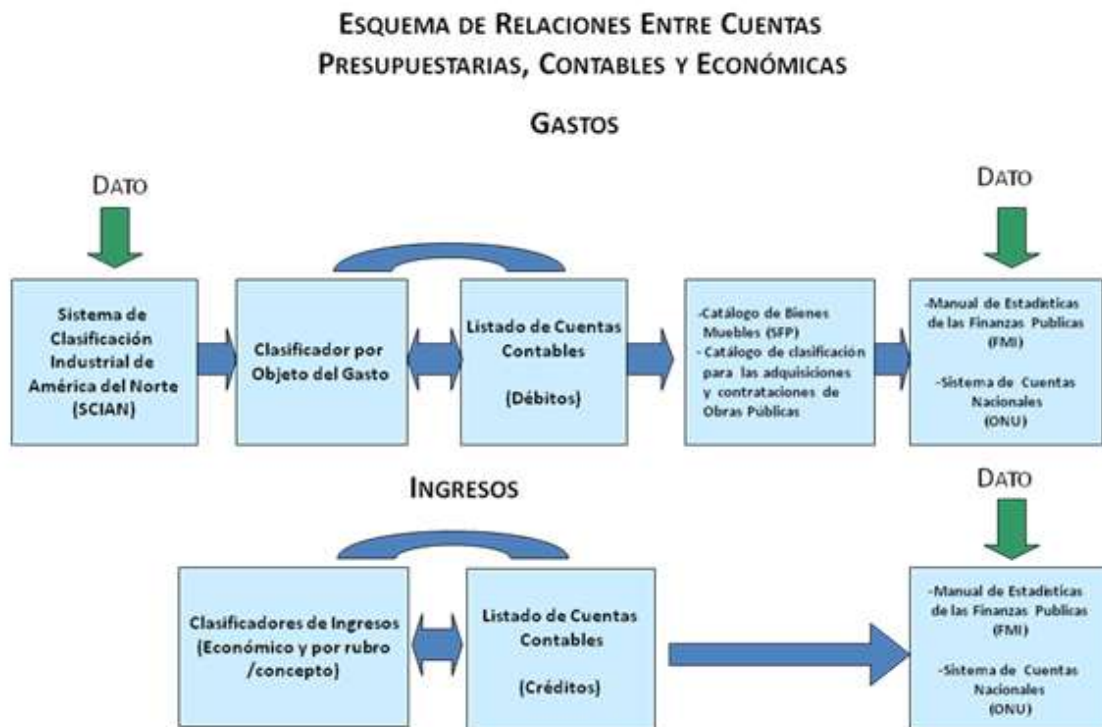 ESQUEMA DE RELACIONES ENTRE CUENTAS
PRESUPUESTARIAS, CONTABLES Y ECONÓMICAS
GASTOS
DATO
DATO
Sistema de
Clasificación
Industrial de
América del Norte
(SCIAN)
Clasificador por
Objeto del Gasto
Listado de Cuentas
Contables
(Débitos)
-Catálogo de Bienes
Muebles (SFP)
- Catálogo de clasificación
para las adquisiciones
y contrataciones de
Obras Públicas
-Manual de Estadísticas
de las Finanzas Publicas
(FMI)
-Sistema de Cuentas
Nacionales
(ONU)
INGRESOS
DATO
Clasificadores de Ingresos
(Económico y por rubro
/concepto)
Listado de Cuentas
Contables
(Créditos)
-Manual de Estadísticas
de las Finanzas Publicas
(FMI)
-Sistema de Cuentas
Nacionales
(ONU)